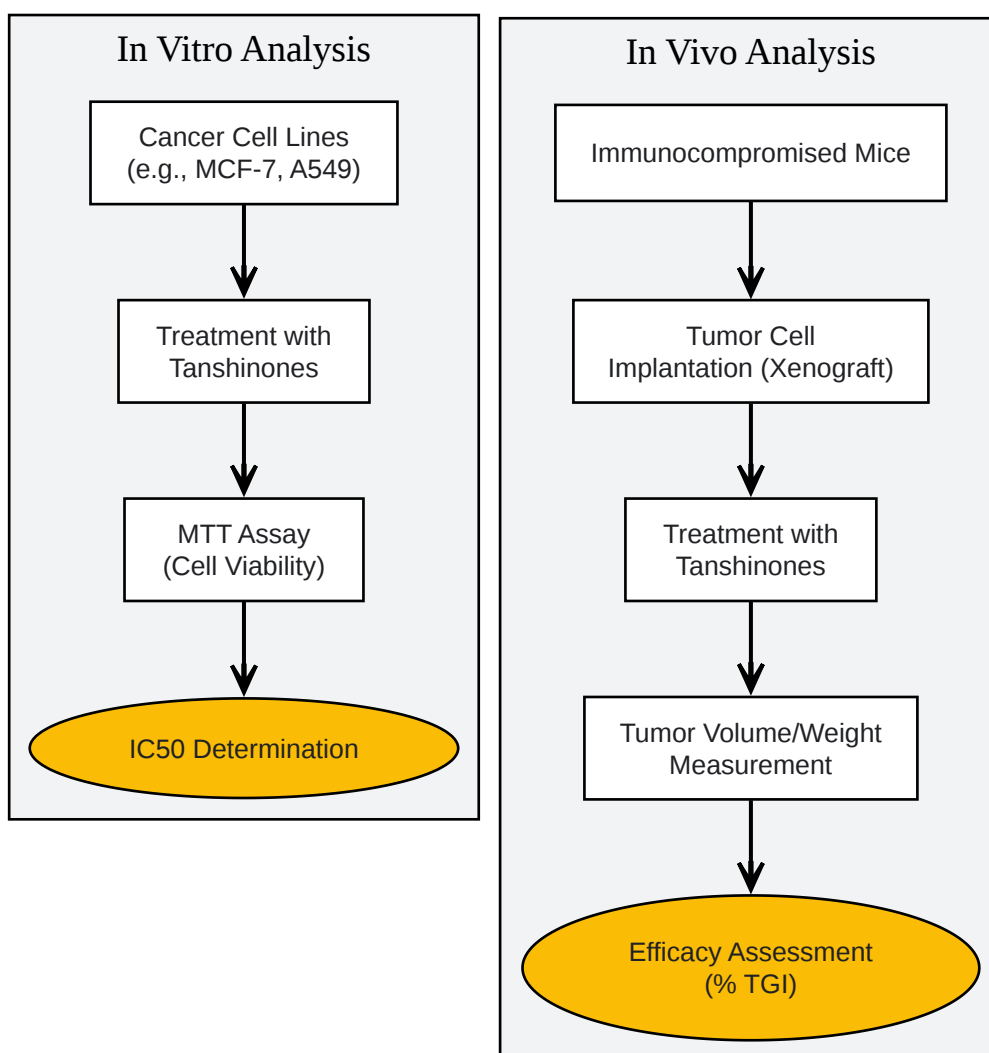 In Vitro Analysis
Cancer Cell Lines
(e.g., MCF-7, A549)
Treatment with
Tanshinones
MTT Assay
(Cell Viability)
IC50 Determination
In Vivo Analysis
Immunocompromised Mice
Tumor Cell
Implantation (Xenograft)
Treatment with
Tanshinones
Tumor Volume/Weight
Measurement
Efficacy Assessment
(% TGI)